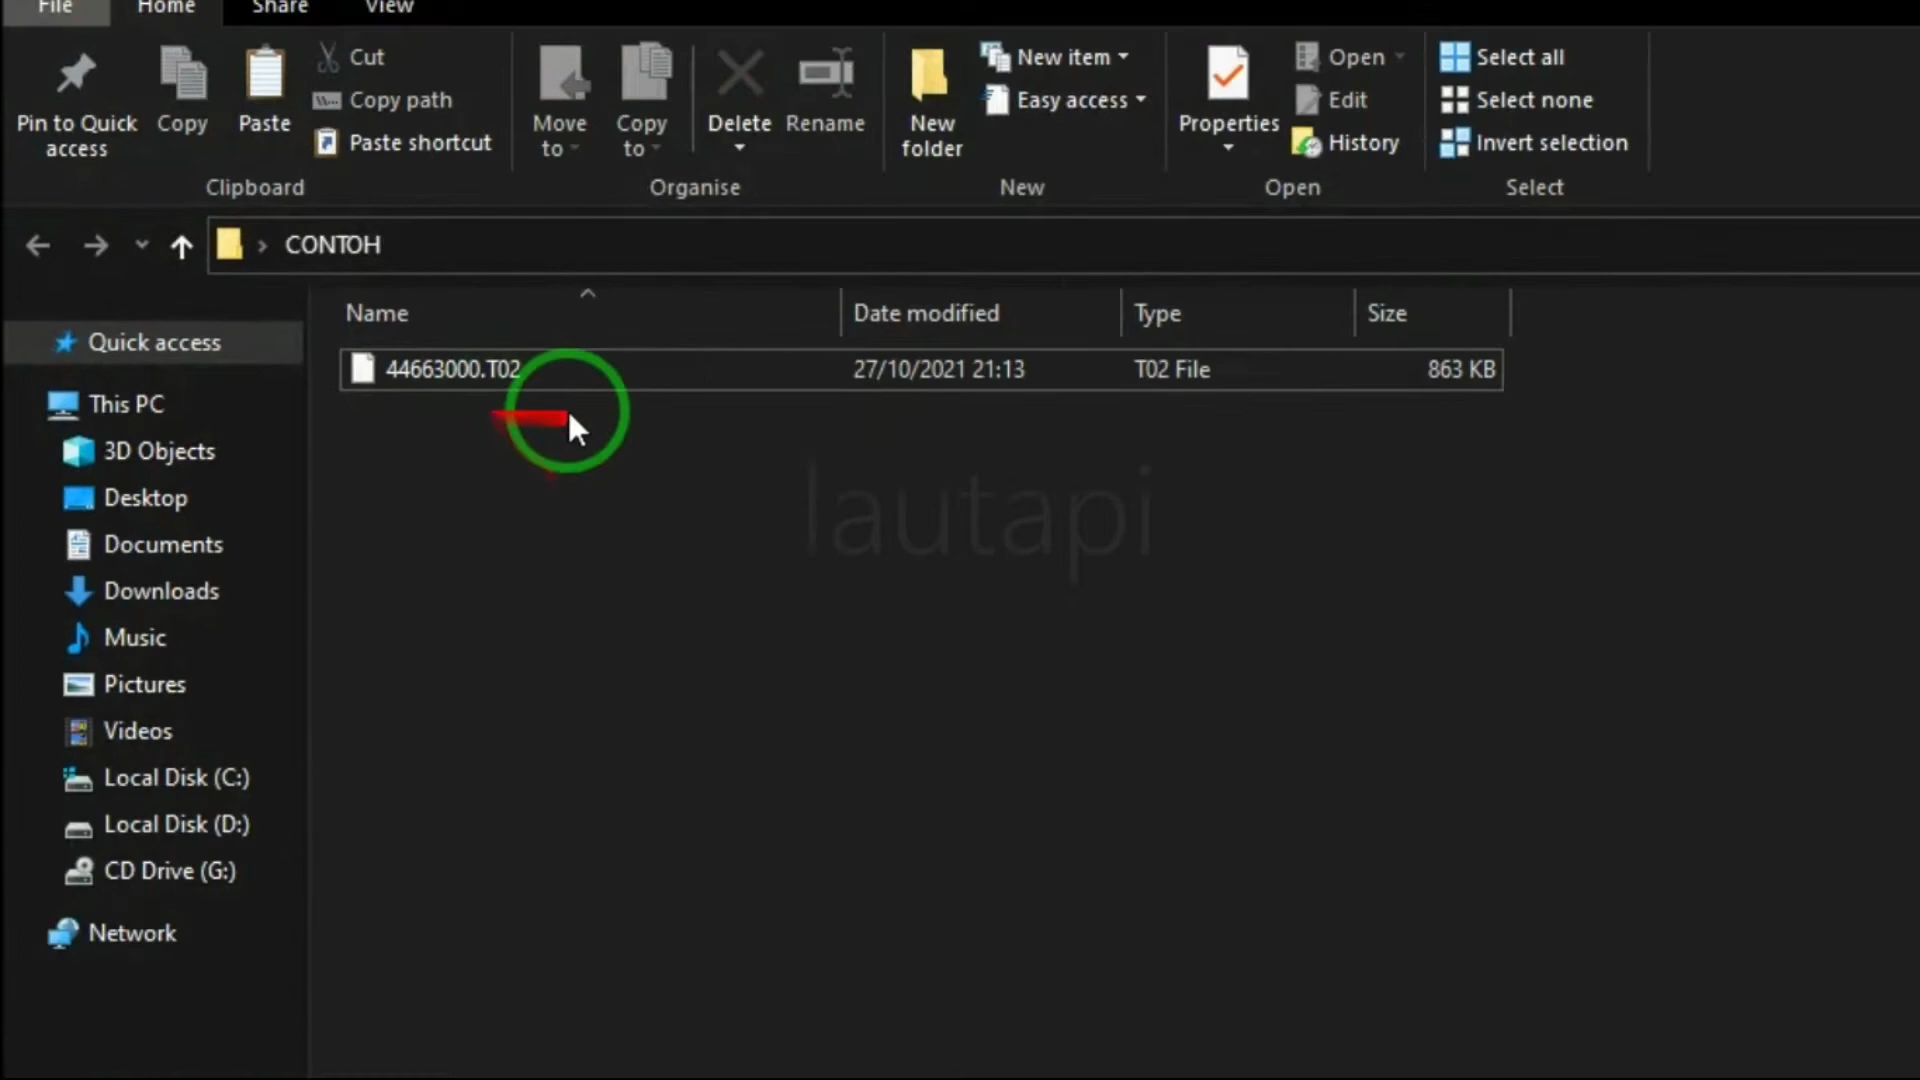 File Home Share View
Pin to Quick access
Copy
Paste
Cut
Copy path
Paste shortcut
Clipboard
Move to
Copy to
Delete
Rename
Organise
New folder
New item
Easy access
New
Properties
Open
Edit
History
Open
Select all
Select none
Invert selection
Select
CONTOH
Name Date modified Type Size
44663000.T02 27/10/2021 21:13 T02 File 863 KB
lautapi
Quick access
This PC
3D Objects
Desktop
Documents
Downloads
Music
Pictures
Videos
Local Disk (C:)
Local Disk (D:)
CD Drive (G:)
Network